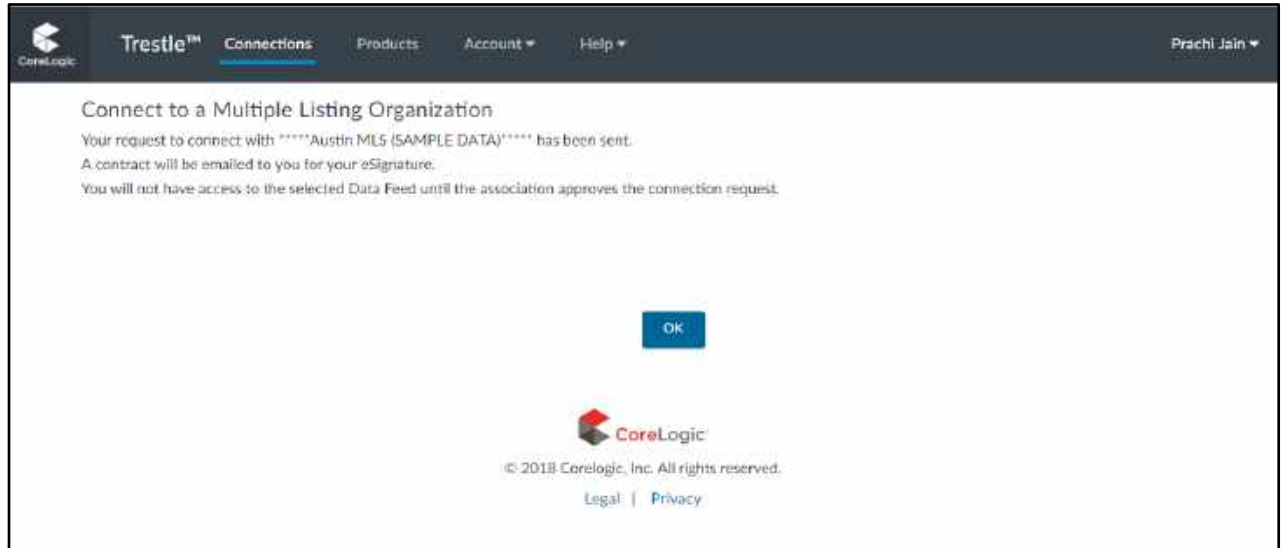 CoreLogic
Trestle™ Connections Products Account Help Prachi Jain
Connect to a Multiple Listing Organization
Your request to connect with *****Austin MLS (SAMPLE DATA)***** has been sent.
A contract will be emailed to you for your eSignature.
You will not have access to the selected Data Feed until the association approves the connection request.
OK
CoreLogic
© 2018 Corelogic, Inc. All rights reserved.
Legal | Privacy